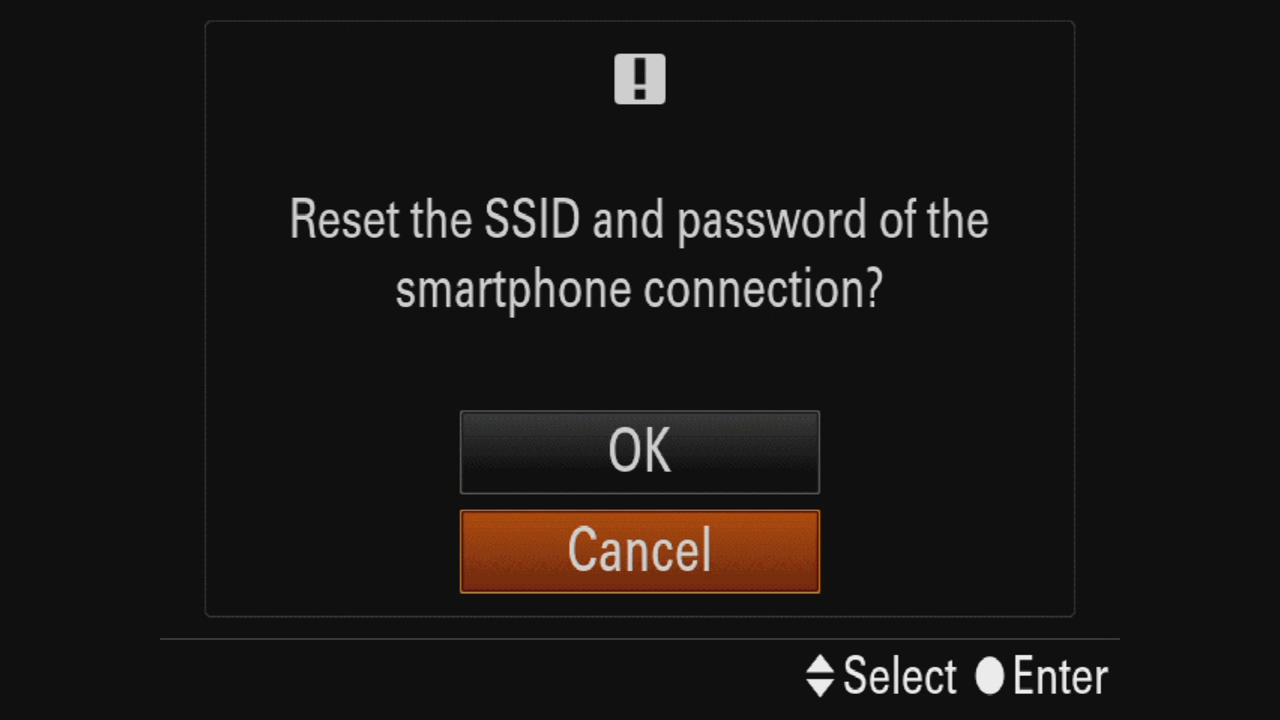 Reset the SSID and password of the
smartphone connection?
OK
Cancel
Select Enter